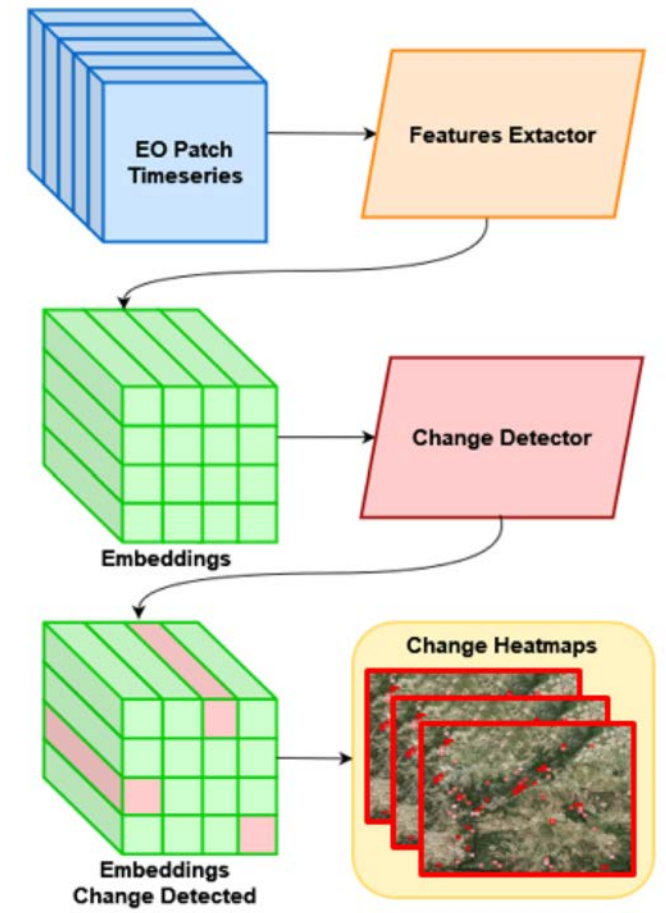 EO Patch
Timeseries
Features Extactor
Embeddings
Change Detector
Embeddings
Change Detected
Change Heatmaps